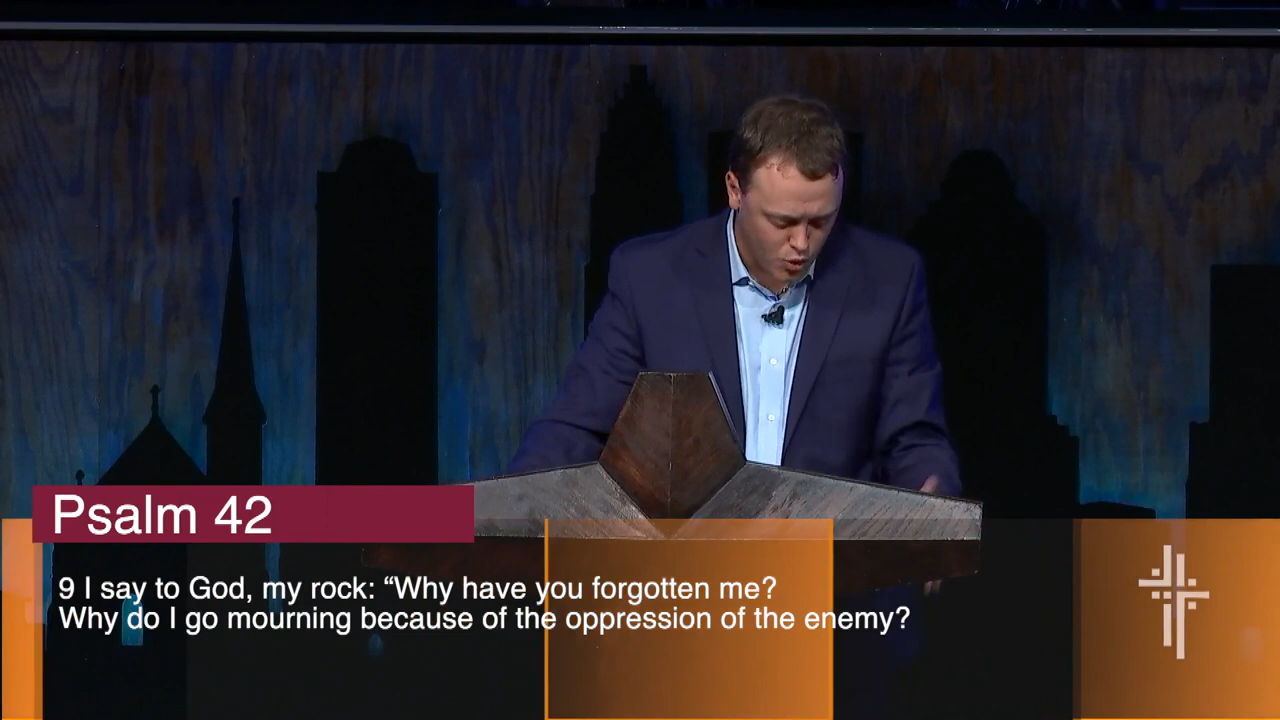 Psalm 42
9 I say to God, my rock: “Why have you forgotten me?
Why do I go mourning because of the oppression of the enemy?